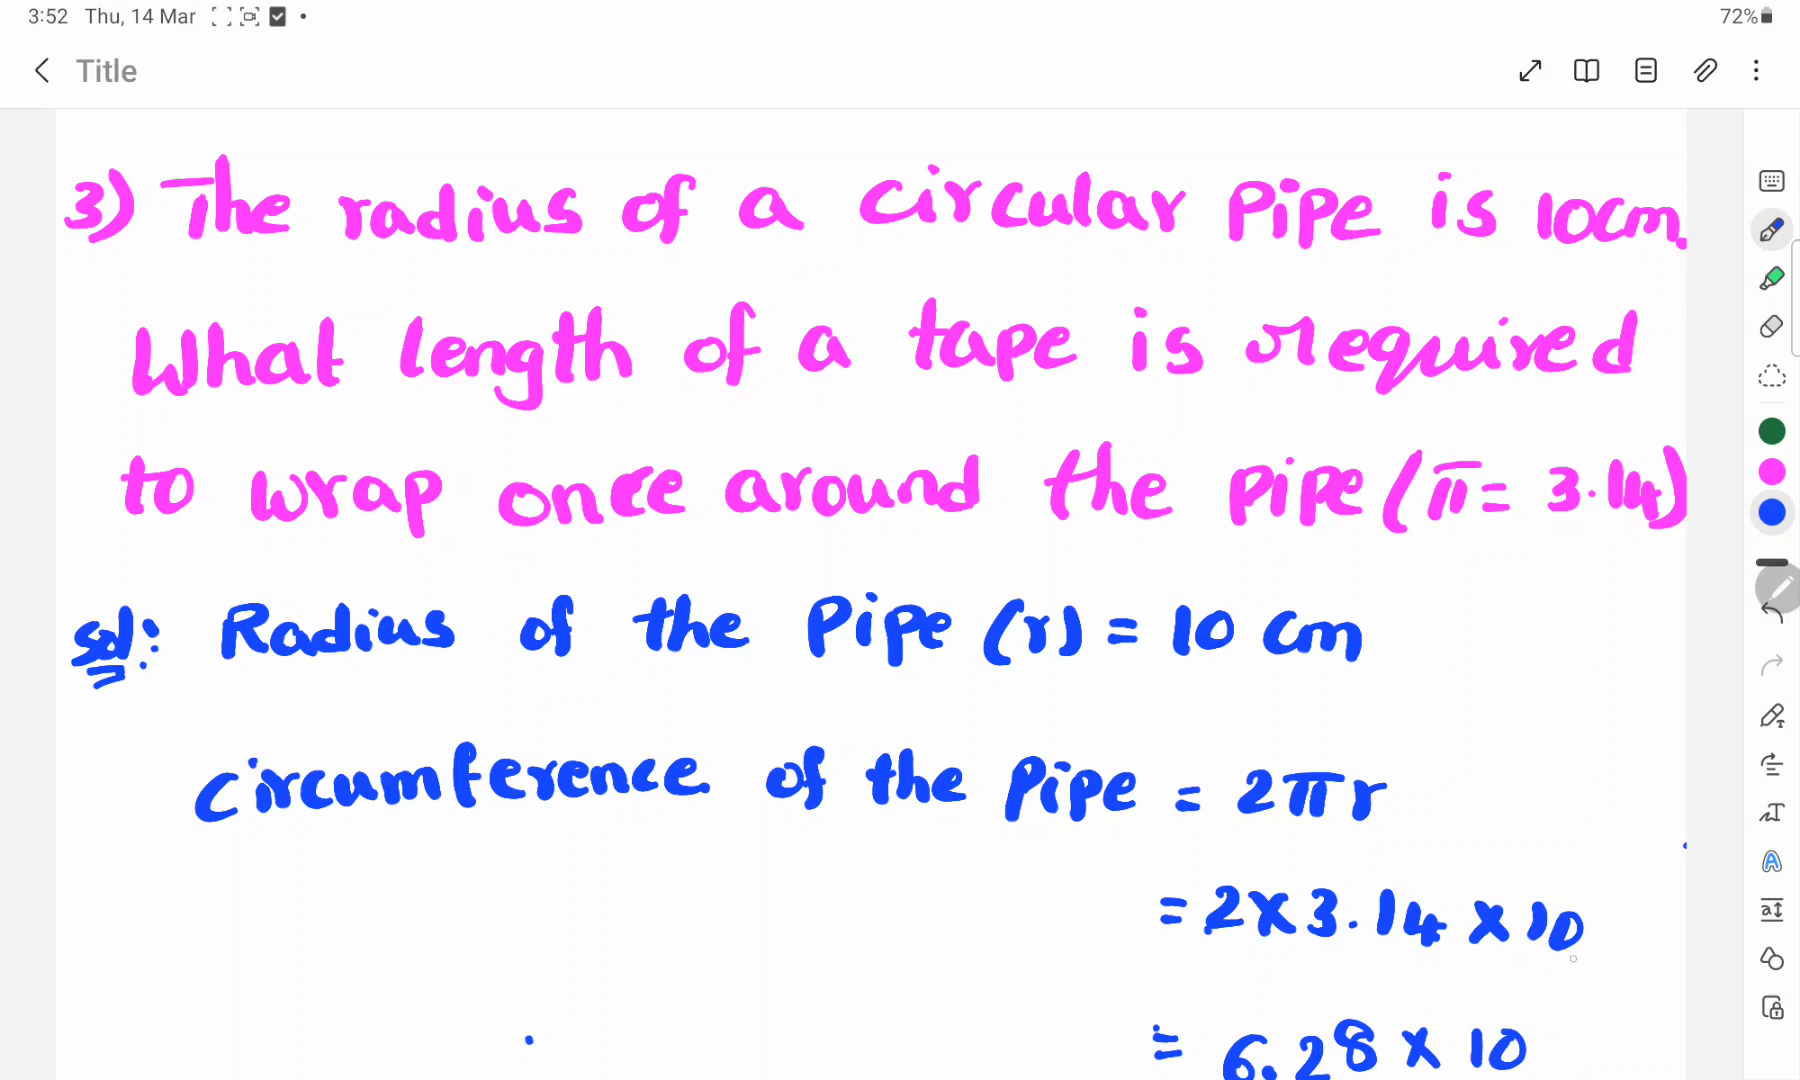 3:52 Thu, 14 Mar
72%
Title
3) The radius of a circular pipe is 10cm.
What length of a tape is required
to wrap once around the pipe (π = 3.14)
Sol: Radius of the pipe (r) = 10 cm
circumference of the pipe = 2πr
= 2 x 3.14 x 10
= 6.28 x 10